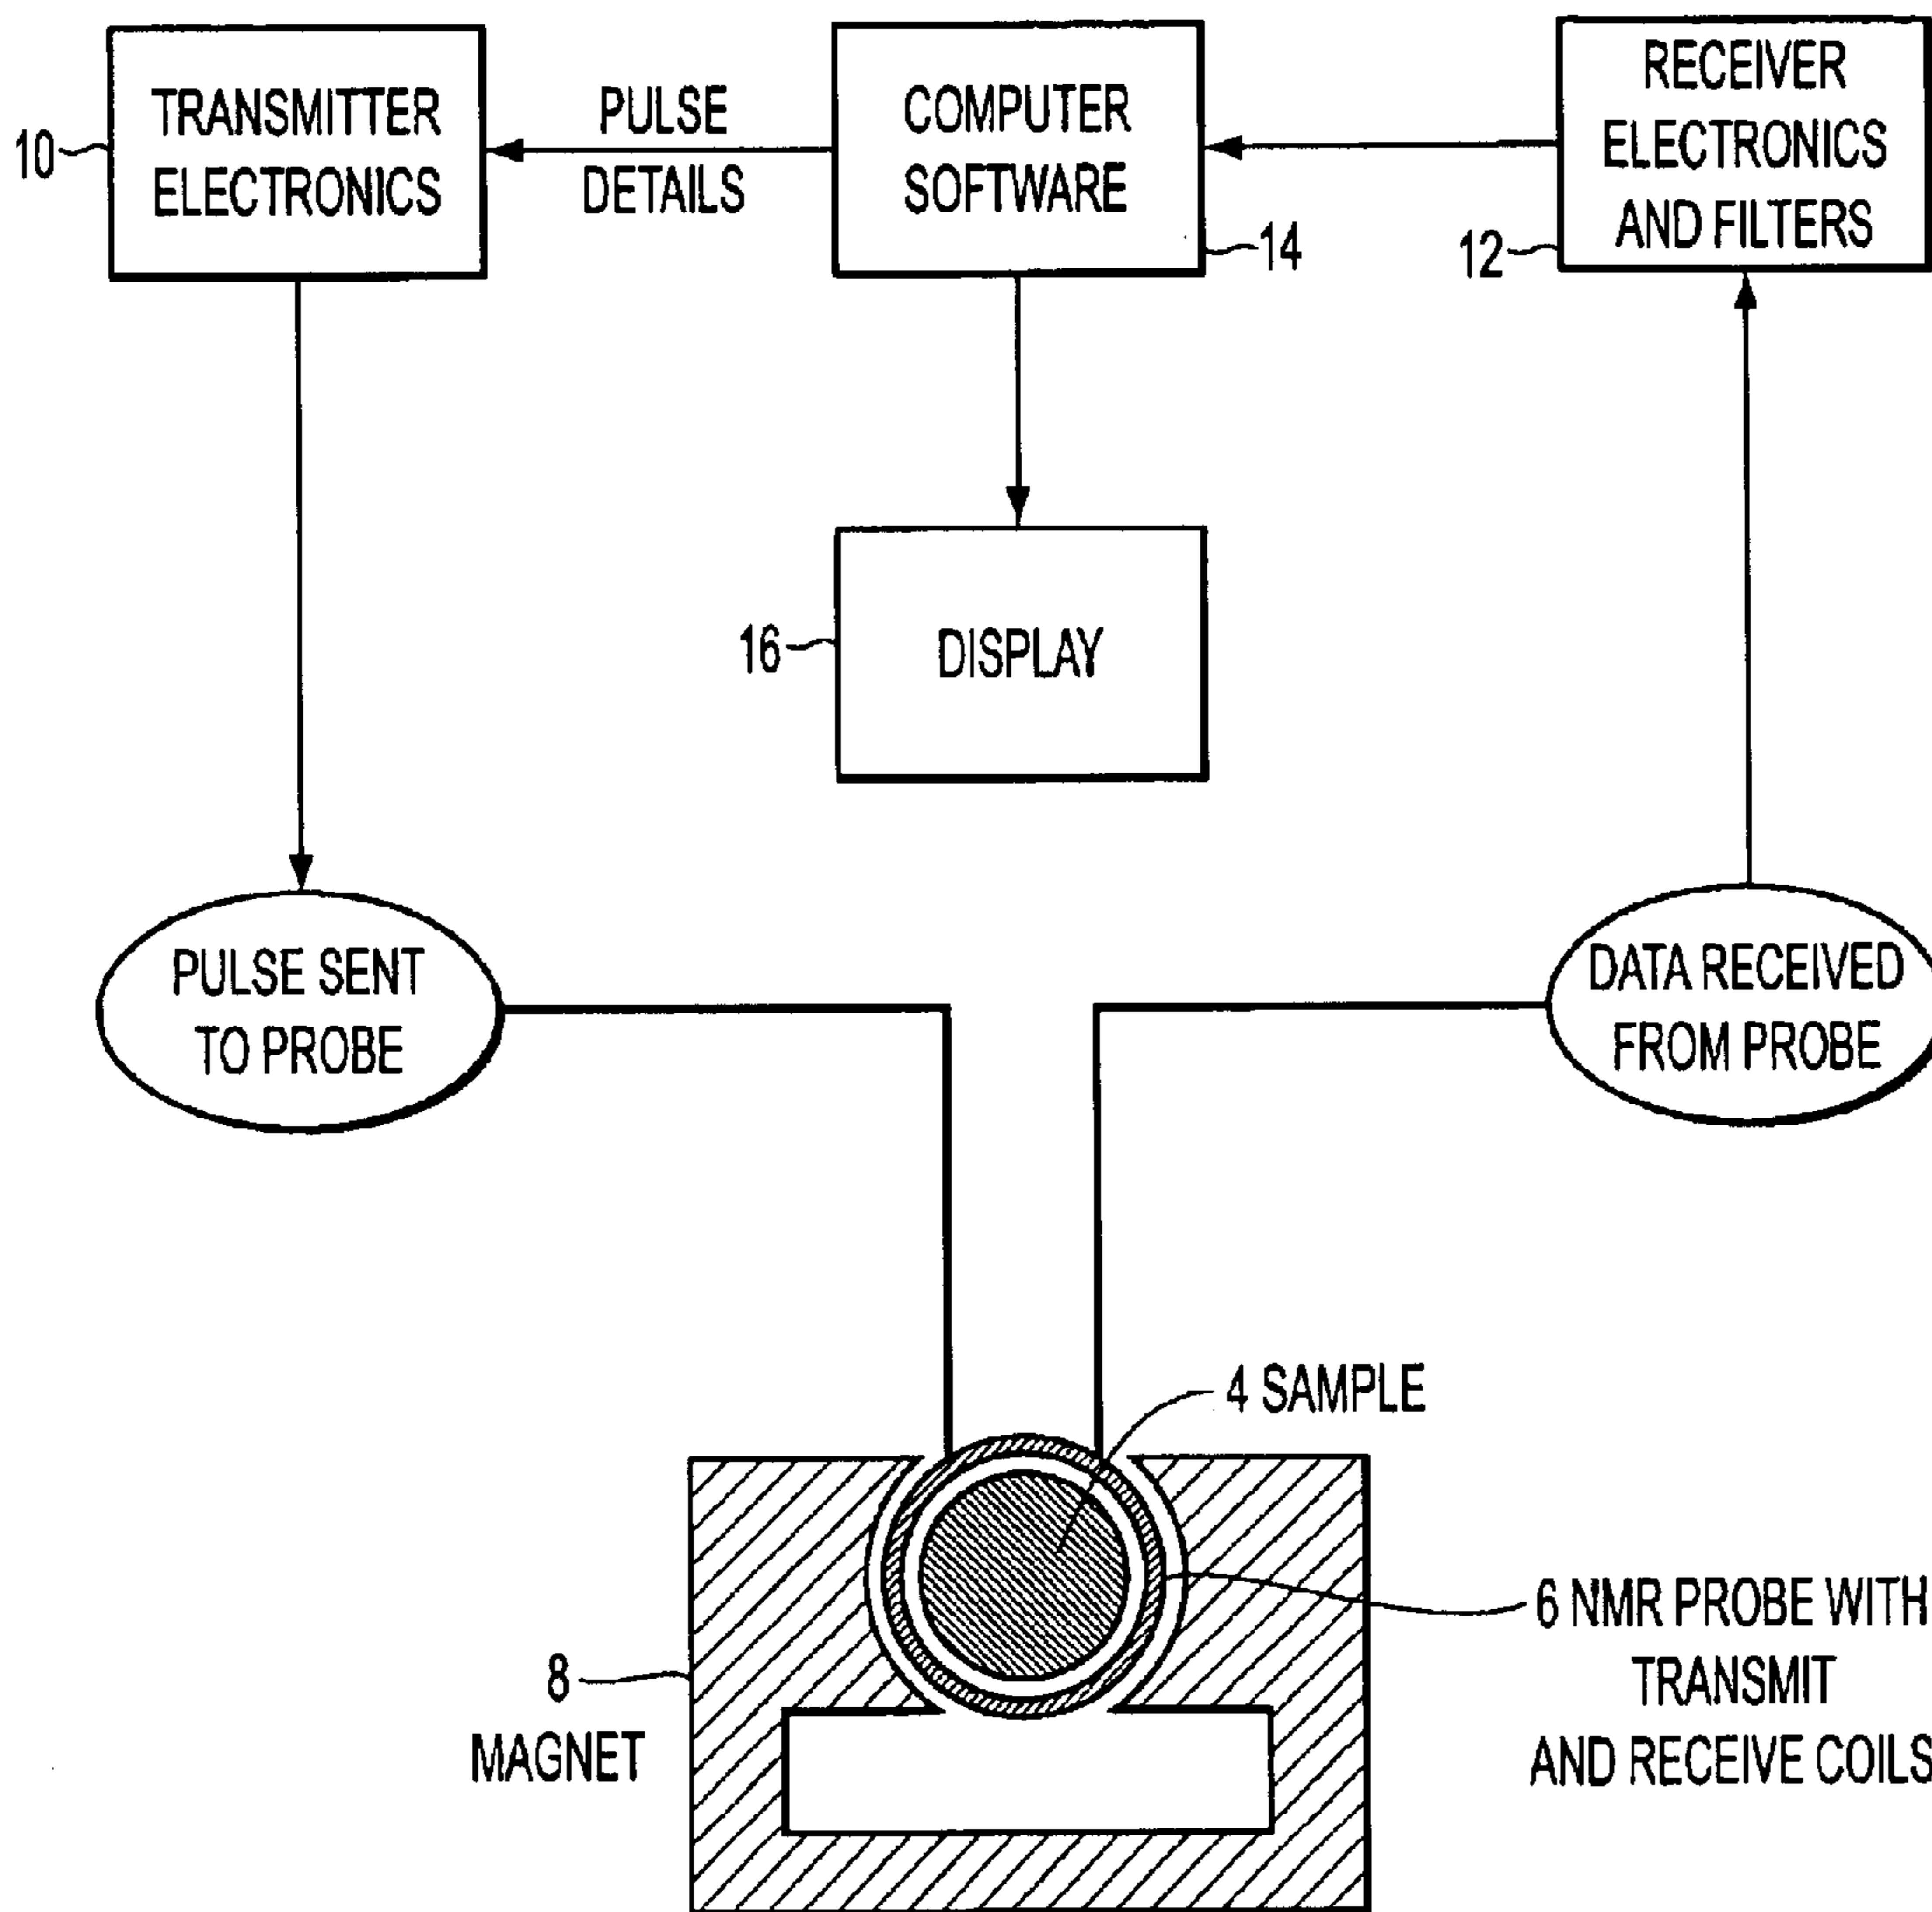 10
TRANSMITTER
ELECTRONICS
PULSE
DETAILS
COMPUTER
SOFTWARE
14
RECEIVER
ELECTRONICS
AND FILTERS
12
16
DISPLAY
PULSE SENT
TO PROBE
DATA RECEIVED
FROM PROBE
4 SAMPLE
8
MAGNET
6 NMR PROBE WITH
TRANSMIT
AND RECEIVE COILS